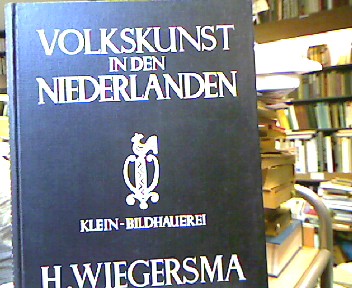 VOLKSKUNST
IN DEN
NIEDERLANDEN
KLEIN-BILDHAUEREI
H. WIEGERSMA